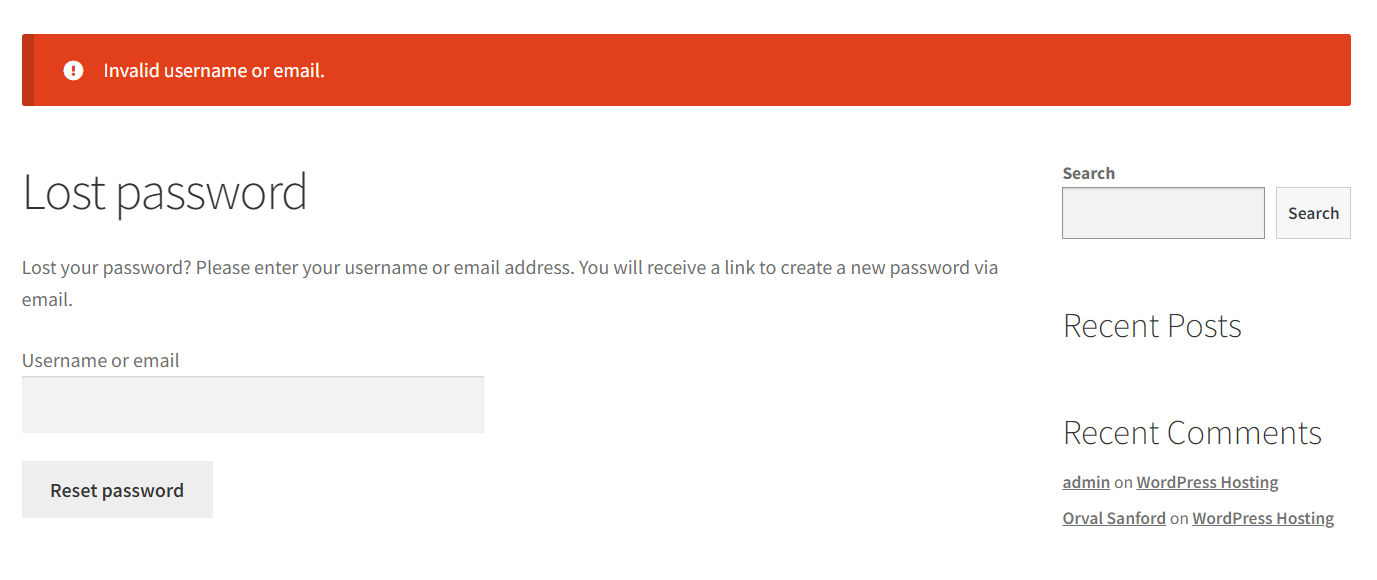 Invalid username or email.
Lost password
Lost your password? Please enter your username or email address. You will receive a link to create a new password via
email.
Username or email
Reset password
Search
Search
Recent Posts
Recent Comments
admin on WordPress Hosting
Orval Sanford on WordPress Hosting